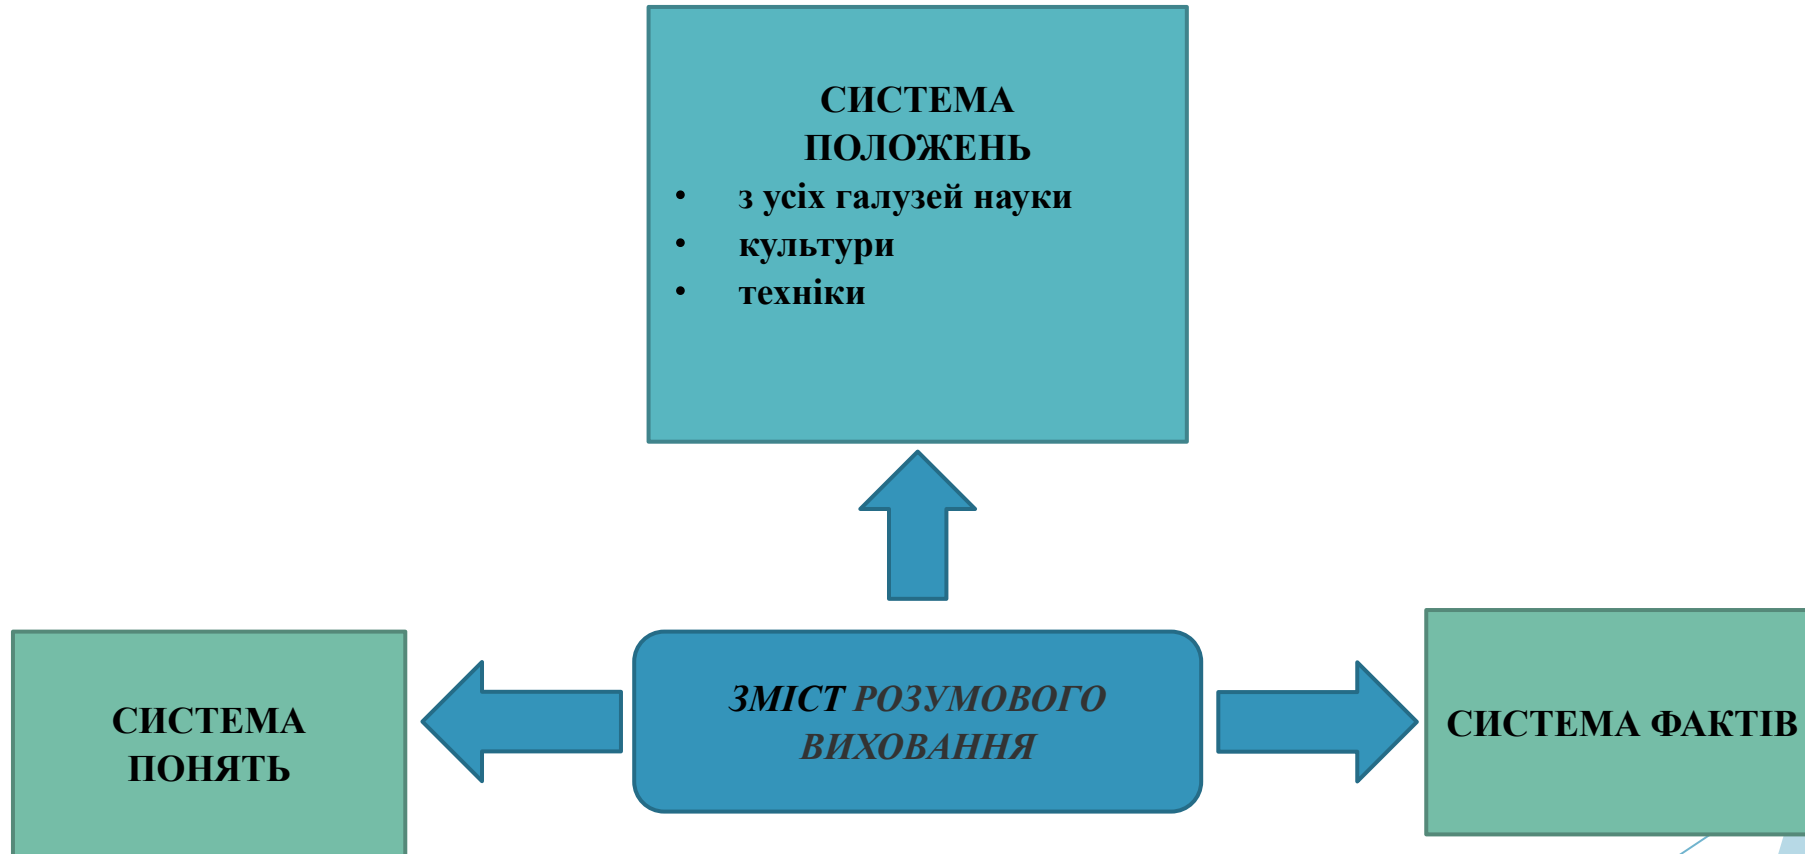 СИСТЕМА
ПОЛОЖЕНЬ
• з усіх галузей науки
• культури
• техніки
СИСТЕМА
ПОНЯТЬ
ЗМІСТ РОЗУМОВОГО
ВИХОВАННЯ
СИСТЕМА ФАКТІВ